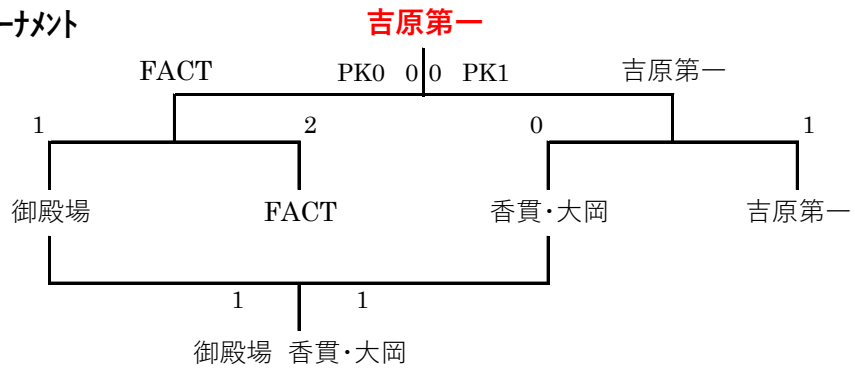 ーナメント
吉原第一
FACT PK0 0 0 PK1 吉原第一
1 2 0 1
御殿場 FACT 香貫・大岡 吉原第一
1 1
御殿場 香貫・大岡